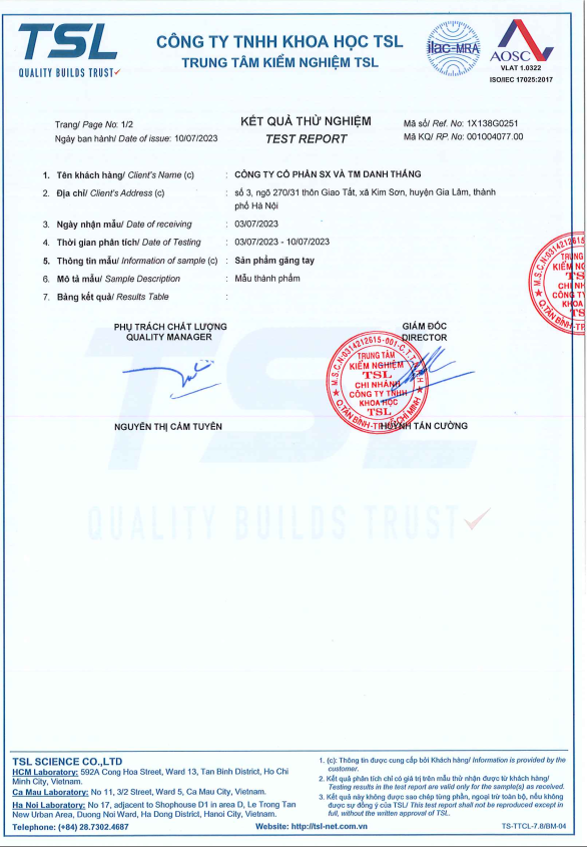 TSL
QUALITY BUILDS TRUST
CÔNG TY TNHH KHOA HỌC TSL
TRUNG TÂM KIỂM NGHIỆM TSL
ilac-MRA
AOSC
VLAT 1.0322
ISO/IEC 17025:2017
Trang/ Page No: 1/2
Ngày ban hành/ Date of issue: 10/07/2023
KẾT QUẢ THỬ NGHIỆM
TEST REPORT
Mã số/ Ref. No: 1X138G0251
Mã KQ/ RP. No: 001004077.00
1. Tên khách hàng/ Client's Name (c) : CÔNG TY CỔ PHẦN SX VÀ TM DANH THẮNG
2. Địa chỉ/ Client's Address (c) : số 3, ngõ 270/31 thôn Giao Tất, xã Kim Sơn, huyện Gia Lâm, thành
phố Hà Nội
3. Ngày nhận mẫu/ Date of receiving : 03/07/2023
4. Thời gian phân tích/ Date of Testing : 03/07/2023 - 10/07/2023
5. Thông tin mẫu/ Information of sample (c) : Sản phẩm găng tay
6. Mô tả mẫu/ Sample Description : Mẫu thành phẩm
7. Bảng kết quả/ Results Table :
PHỤ TRÁCH CHẤT LƯỢNG
QUALITY MANAGER
GIÁM ĐỐC
DIRECTOR
M.S.C.N:0314212615-001-C.T.T.N.H.H
TRUNG TÂM
KIỂM NGHIỆM
TSL
CHI NHÁNH
CÔNG TY TNHH
KHOA HỌC
TSL
Q.TÂN BÌNH-TP.HỒ CHÍ MINH
NGUYỄN THỊ CẨM TUYÊN
HUỲNH TẤN CƯỜNG
TSL
QUALITY BUILDS TRUST
TSL SCIENCE CO.,LTD
HCM Laboratory: 592A Cong Hoa Street, Ward 13, Tan Binh District, Ho Chi
Minh City, Vietnam.
Ca Mau Laboratory: No 11, 3/2 Street, Ward 5, Ca Mau City, Vietnam.
Ha Noi Laboratory: No 17, adjacent to Shophouse D1 in area D, Le Trong Tan
New Urban Area, Duong Noi Ward, Ha Dong District, Hanoi City, Vietnam.
Telephone: (+84) 28.7302.4687
Website: http://tsl-net.com.vn
1. (c): Thông tin được cung cấp bởi Khách hàng/ Information is provided by the
customer.
2. Kết quả phân tích chỉ có giá trị trên mẫu thử nhận được từ khách hàng/
Testing results in the test report are valid only for the sample(s) as received.
3. Kết quả này không được sao chép từng phần, ngoại trừ toàn bộ, nếu không
được sự đồng ý của TSL/ This test report shall not be reproduced except in
full, without the written approval of TSL.
TS-TTCL-7.8/BM-04